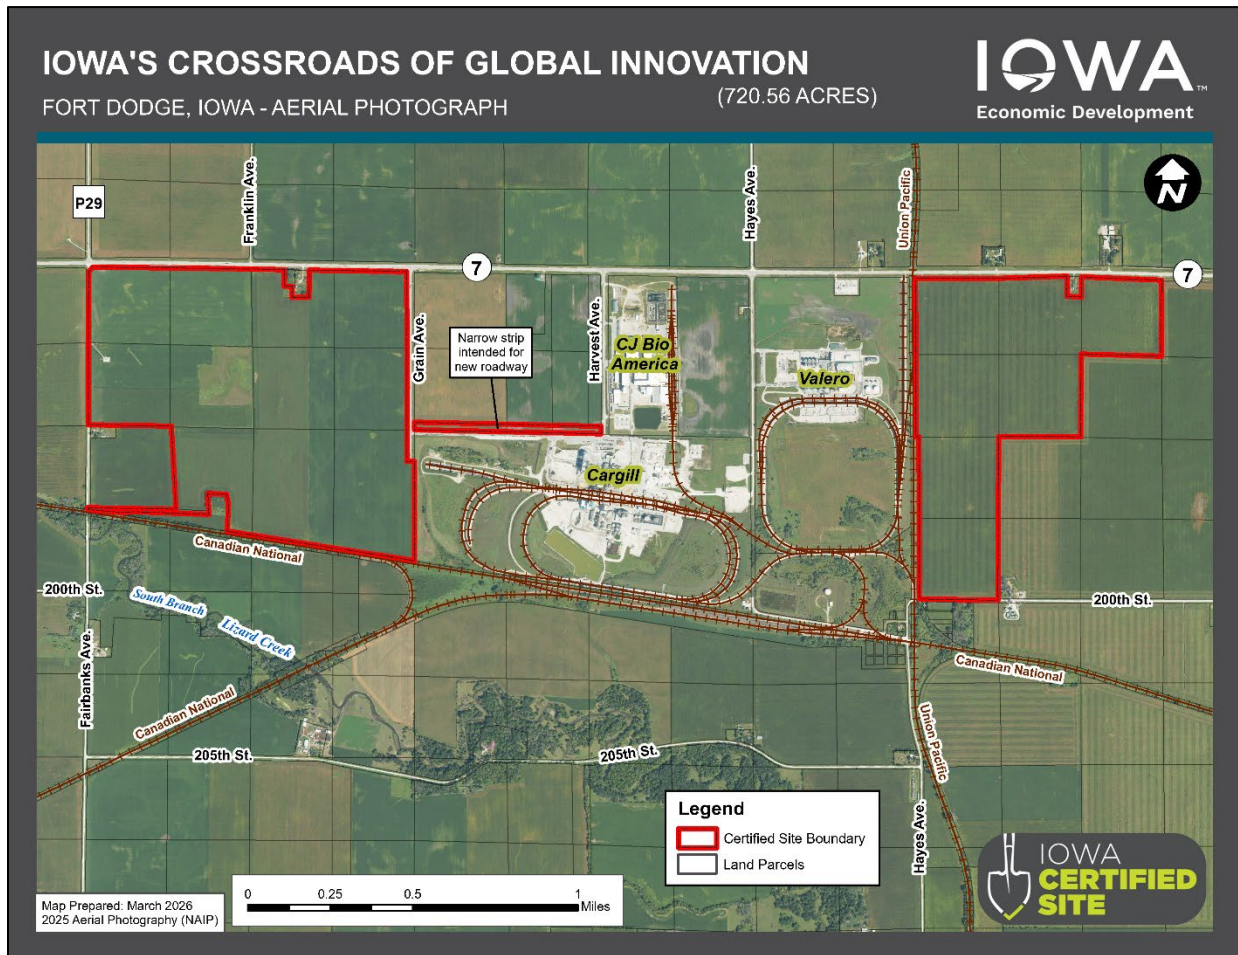 IOWA'S CROSSROADS OF GLOBAL INNOVATION
(720.56 ACRES)
FORT DODGE, IOWA - AERIAL PHOTOGRAPH
IOWA™
Economic Development
P29
Franklin Ave.
Hayes Ave.
Union Pacific
N
7
7
Grain Ave.
Narrow strip
intended for
new roadway
Harvest Ave.
CJ Bio
America
Valero
Cargill
Canadian National
200th St.
South Branch
Lizard Creek
200th St.
Fairbanks Ave.
Canadian National
Canadian National
205th St.
205th St.
Union Pacific
Hayes Ave.
Legend
Certified Site Boundary
Land Parcels
Map Prepared: March 2026
2025 Aerial Photography (NAIP)
0 0.25 0.5 1
Miles
IOWA
CERTIFIED
SITE